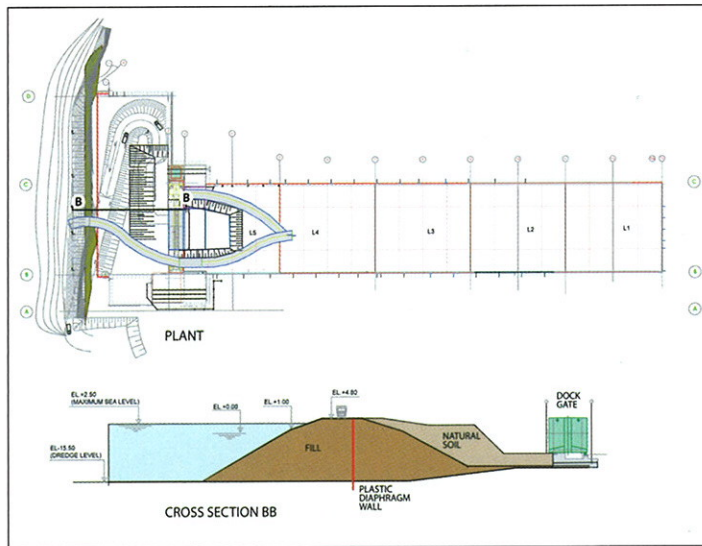 D
C
B
B
B
L5
L4
L3
L2
L1
C
B
A
A
PLANT
EL.+2.50
(MAXIMUM SEA LEVEL)
EL.+0.00
EL.+1.00
EL.+4.80
DOCK
GATE
EL-15.50
(DREDGE LEVEL)
FILL
NATURAL
SOIL
PLASTIC
DIAPHRAGM
WALL
CROSS SECTION BB